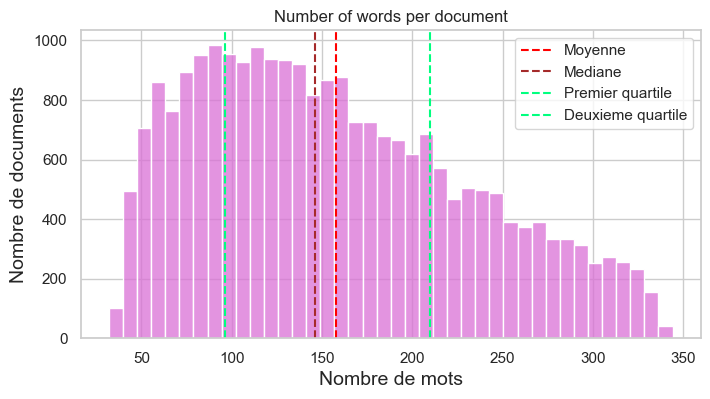 Number of words per document
Nombre de documents
1000
800
600
400
200
0
50
100
150
200
250
300
350
Nombre de mots
Moyenne
Mediane
Premier quartile
Deuxieme quartile